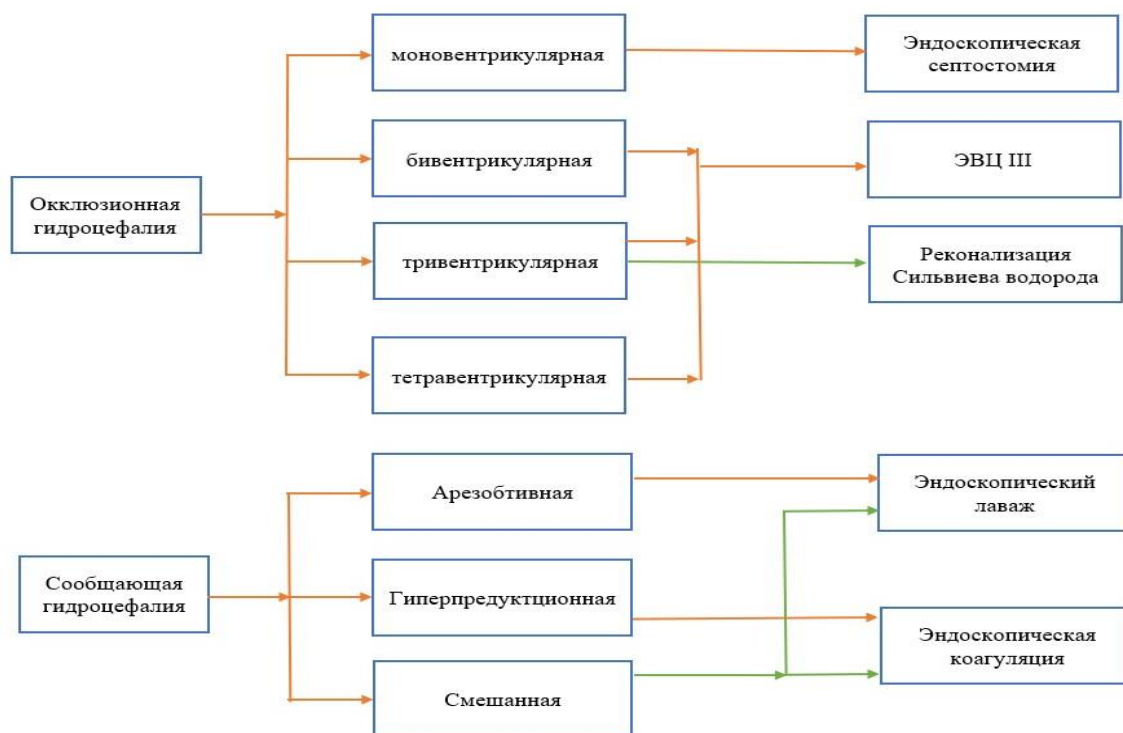 моновентрикулярная
Эндоскопическая
септостомия
бивентрикулярная
ЭВЦ III
Окклюзионная
гидроцефалия
тривентрикулярная
Реконализация
Сильвиева водорода
тетравентрикулярная
Арезобтивная
Эндоскопический
лаваж
Сообщающая
гидроцефалия
Гиперпредуктционная
Эндоскопическая
коагуляция
Смешанная